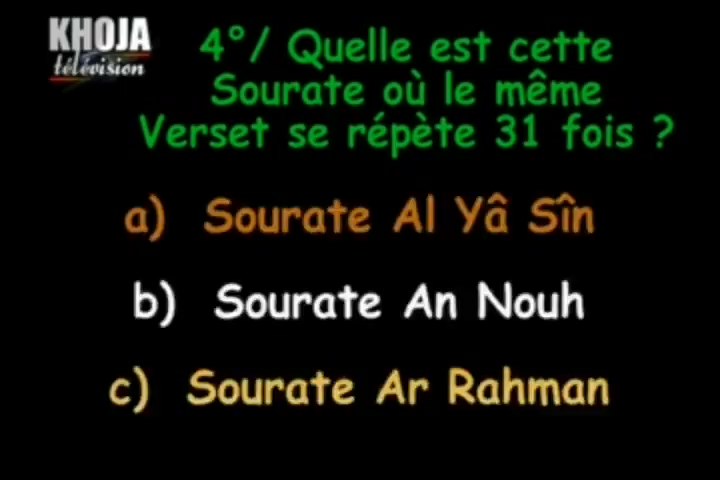 KHOJA
télévision
4°/ Quelle est cette
Sourate où le même
Verset se répète 31 fois ?
a) Sourate Al Yâ Sîn
b) Sourate An Nouh
c) Sourate Ar Rahman